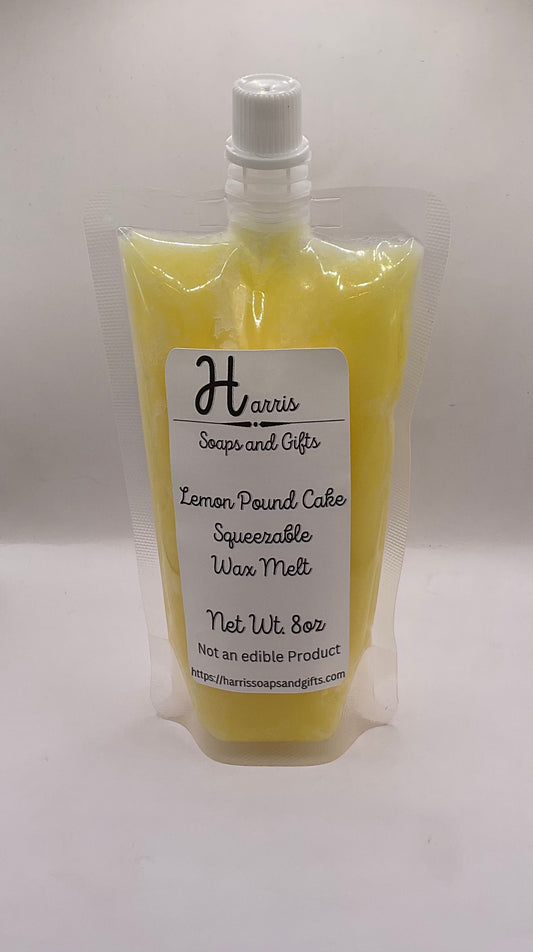 Harris
Soaps and Gifts
Lemon Pound Cake
Squeezable
Wax Melt
Net Wt. 8oz
Not an edible Product
https://harrissoapsandgifts.com